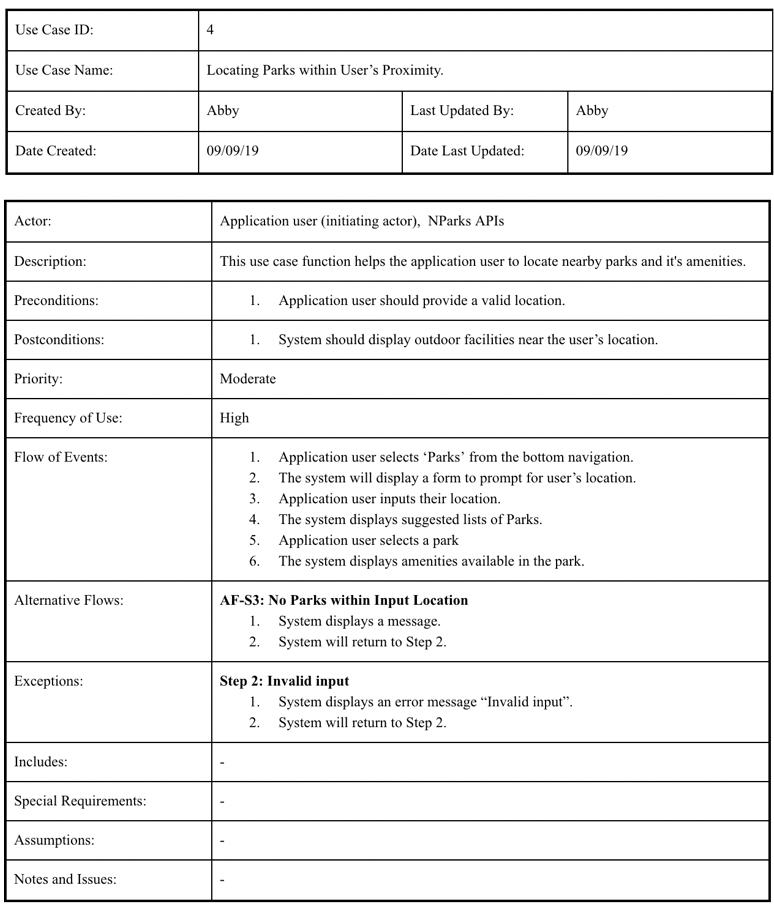 Use Case ID: 4
Use Case Name: Locating Parks within User’s Proximity.
Created By: Abby Last Updated By: Abby
Date Created: 09/09/19 Date Last Updated: 09/09/19
Actor: Application user (initiating actor),  NParks APIs
Description: This use case function helps the application user to locate nearby parks and it's amenities.
Preconditions: 1. Application user should provide a valid location.
Postconditions: 1. System should display outdoor facilities near the user’s location.
Priority: Moderate
Frequency of Use: High
Flow of Events: 1. Application user selects ‘Parks’ from the bottom navigation.
2. The system will display a form to prompt for user’s location.
3. Application user inputs their location.
4. The system displays suggested lists of Parks.
5. Application user selects a park
6. The system displays amenities available in the park.
Alternative Flows: AF-S3: No Parks within Input Location
1. System displays a message.
2. System will return to Step 2.
Exceptions: Step 2: Invalid input
1. System displays an error message “Invalid input”.
2. System will return to Step 2.
Includes: -
Special Requirements: -
Assumptions: -
Notes and Issues: -